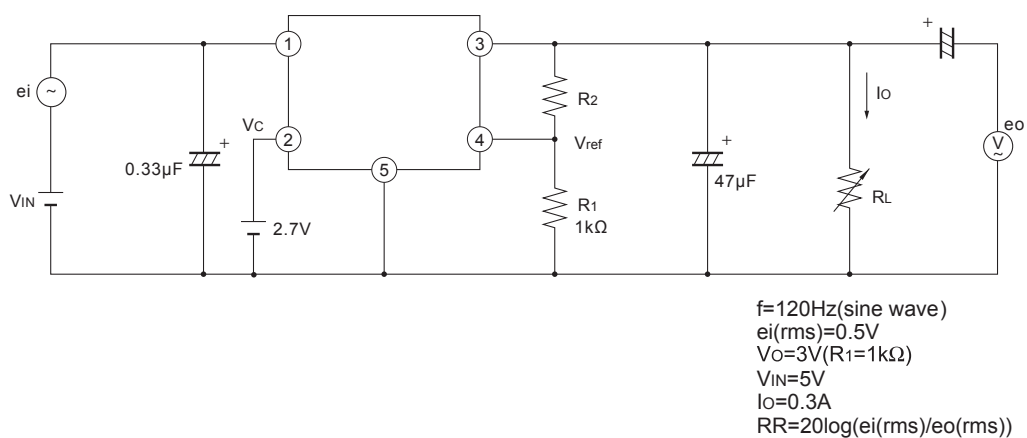 +
1
3
ei
~
R2
IO
VC
+
2
4
Vref
+
eo
V
~
0.33μF
5
47μF
RL
VIN
2.7V
R1
1kΩ
f=120Hz(sine wave)
ei(rms)=0.5V
VO=3V(R1=1kΩ)
VIN=5V
IO=0.3A
RR=20log(ei(rms)/eo(rms))